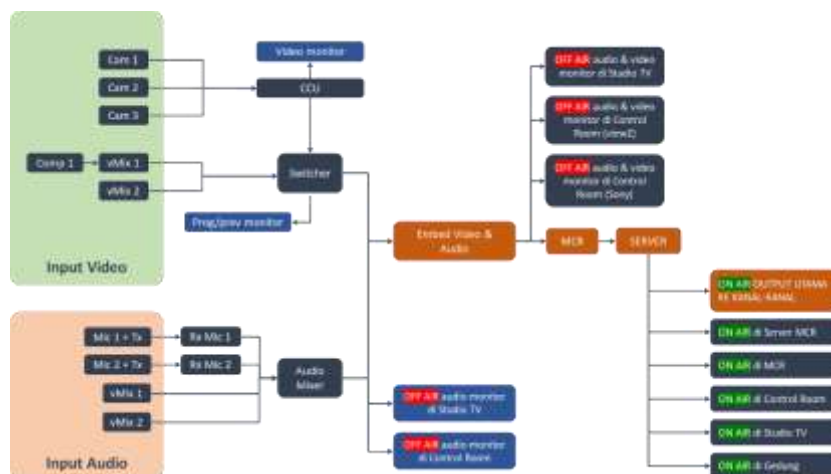 Cam 1
Cam 2
Cam 3
Comp 1
vMix 1
vMix 2
Input Video
Video monitor
CCU
Switcher
Prog/prev monitor
Mic 1 + Tx
Mic 2 + Tx
vMix 1
vMix 2
Input Audio
Rx Mic 1
Rx Mic 2
Audio
Mixer
Embed Video &
Audio
OFF AIR audio monitor
di Studio TV
OFF AIR audio monitor
di Control Room
OFF AIR audio & video
monitor di Studio TV
OFF AIR audio & video
monitor di Control
Room (viewZ)
OFF AIR audio & video
monitor di Control
Room (Sony)
MCR
SERVER
ON AIR OUTPUT UTAMA
KE KANAL-KANAL
ON AIR di Server MCR
ON AIR di MCR
ON AIR di Control Room
ON AIR di Studio TV
ON AIR di Gedung